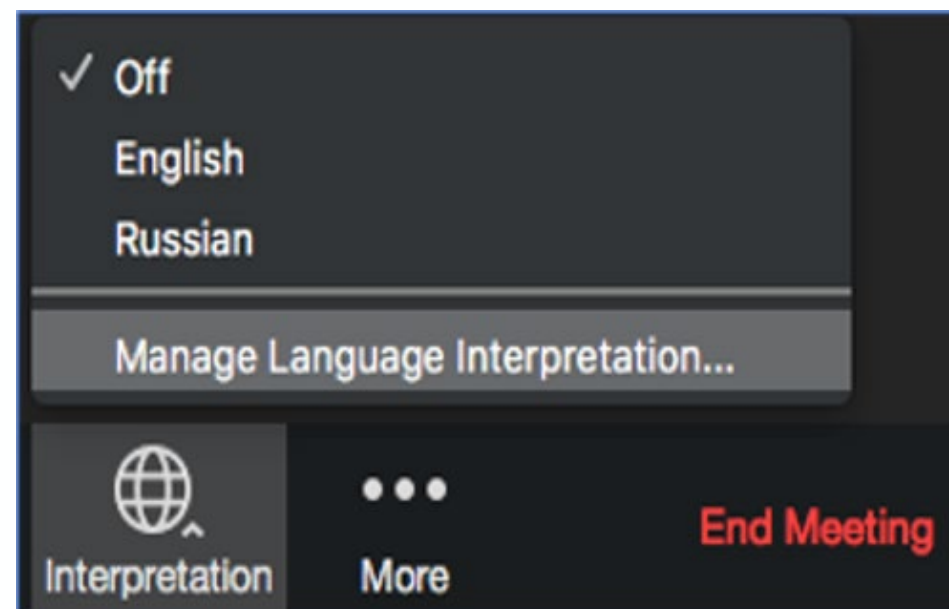 Off
English
Russian
Manage Language Interpretation...
Interpretation
More
End Meeting